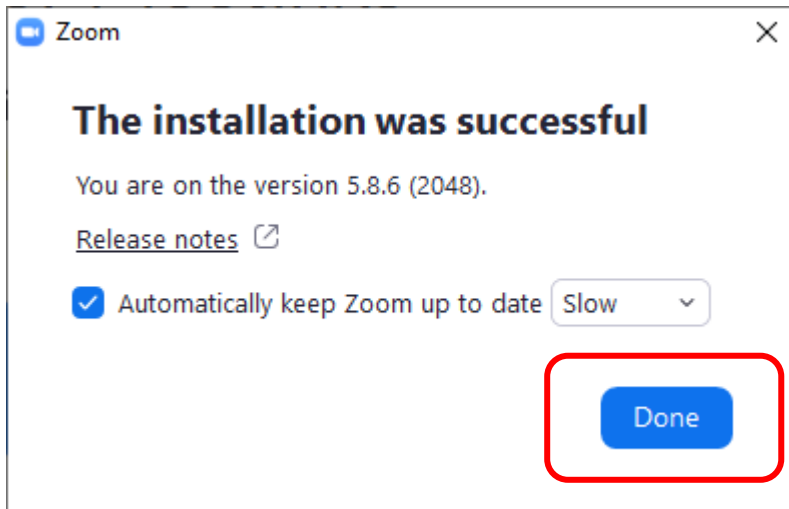 Zoom
The installation was successful
You are on the version 5.8.6 (2048).
Release notes
Automatically keep Zoom up to date Slow
Done